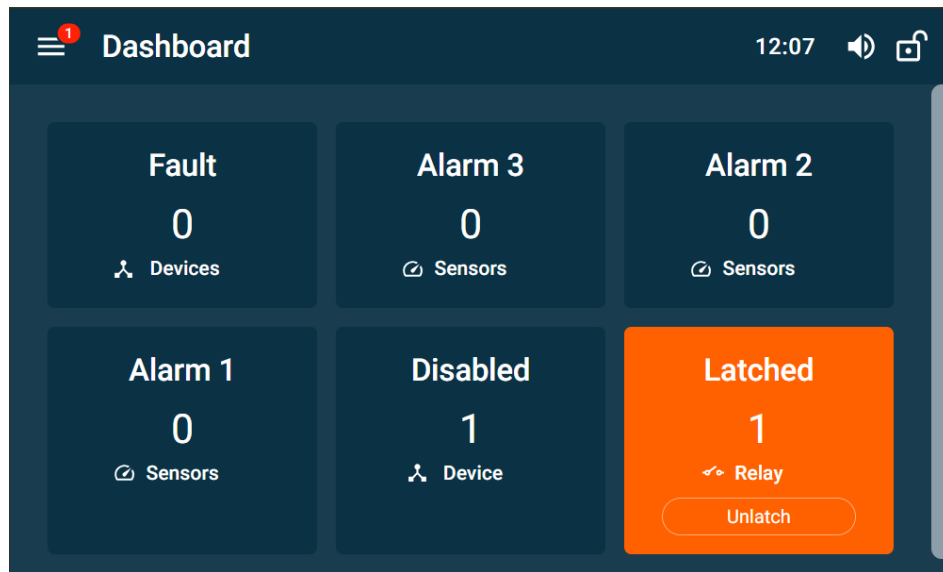 1
Dashboard
12:07
Fault
0
Devices
Alarm 3
0
Sensors
Alarm 2
0
Sensors
Alarm 1
0
Sensors
Disabled
1
Device
Latched
1
Relay
Unlatch